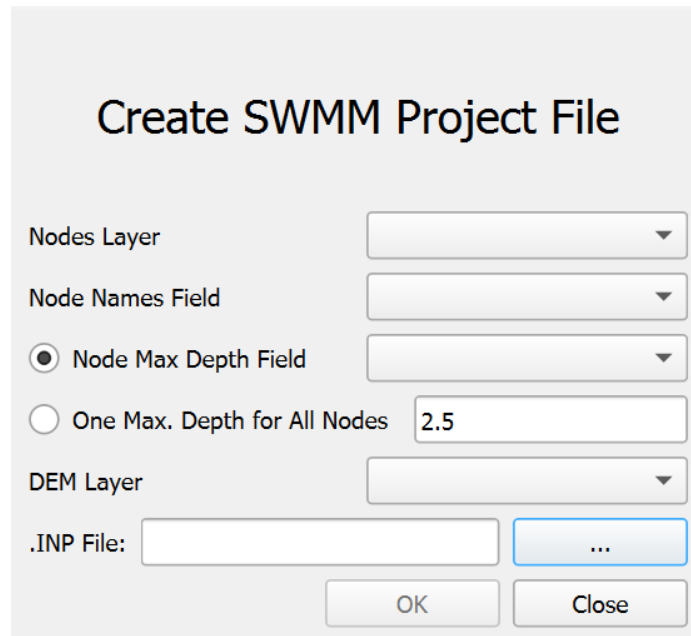 Create SWMM Project File
Nodes Layer
Node Names Field
Node Max Depth Field
One Max. Depth for All Nodes 2.5
DEM Layer
.INP File: ...
OK Close